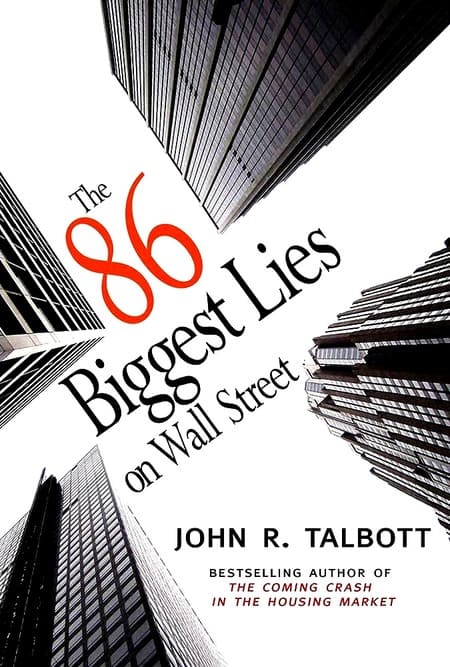 The
86
Biggest Lies
on Wall Street
JOHN R. TALBOTT
BESTSELLING AUTHOR OF
THE COMING CRASH
IN THE HOUSING MARKET